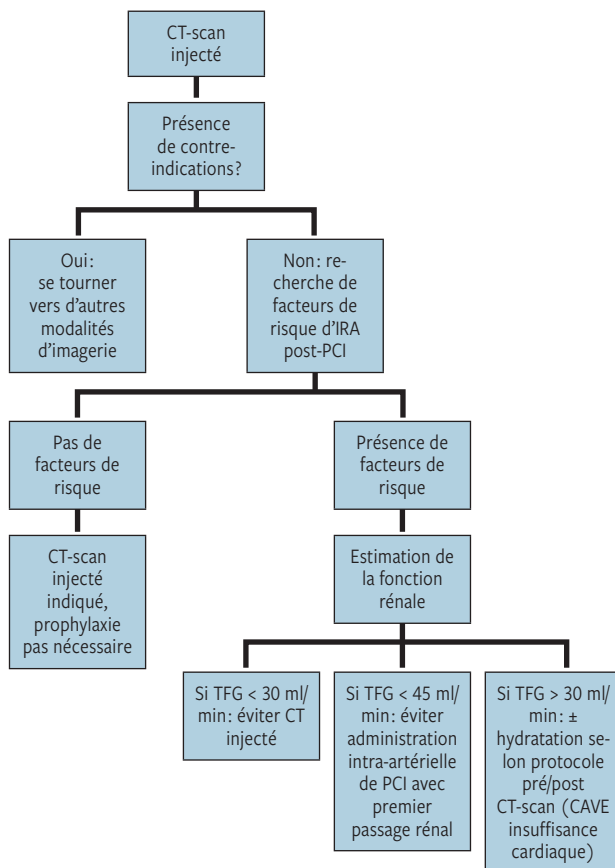 CT-scan
injecté
Présence
de contre-
indications?
Oui:
se tourner
vers d'autres
modalités
d'imagerie
Non: re-
cherche de
facteurs de
risque d'IRA
post-PCI
Pas de
facteurs de
risque
Présence de
facteurs de
risque
CT-scan
injecté
indiqué,
prophylaxie
pas nécessaire
Estimation de
la fonction
rénale
Si TFG < 30 ml/
min: éviter CT
injecté
Si TFG < 45 ml/
min: éviter
administration
intra-artérielle
de PCI avec
premier
passage rénal
Si TFG > 30 ml/
min: ±
hydratation se-
lon protocole
pré/post
CT-scan (CAVE
insuffisance
cardiaque)